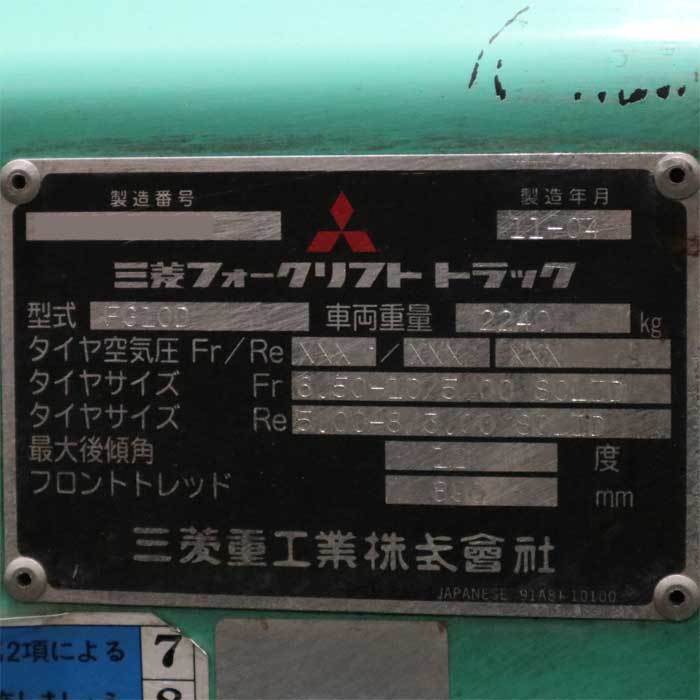 製造番号 製造年月
11-04
三菱フォークリフト トラック
型式 FG10D 車両重量 2240 kg
タイヤ空気圧 Fr/Re XXX / XXX XXX
タイヤサイズ Fr 6.50-10/5.00 SOLID
タイヤサイズ Re 5.00-8/3.00 SOLID
最大後傾角 11 度
フロントトレッド mm
三菱重工業株式會社
JAPANESE 91A81-10100
2項による 7
8